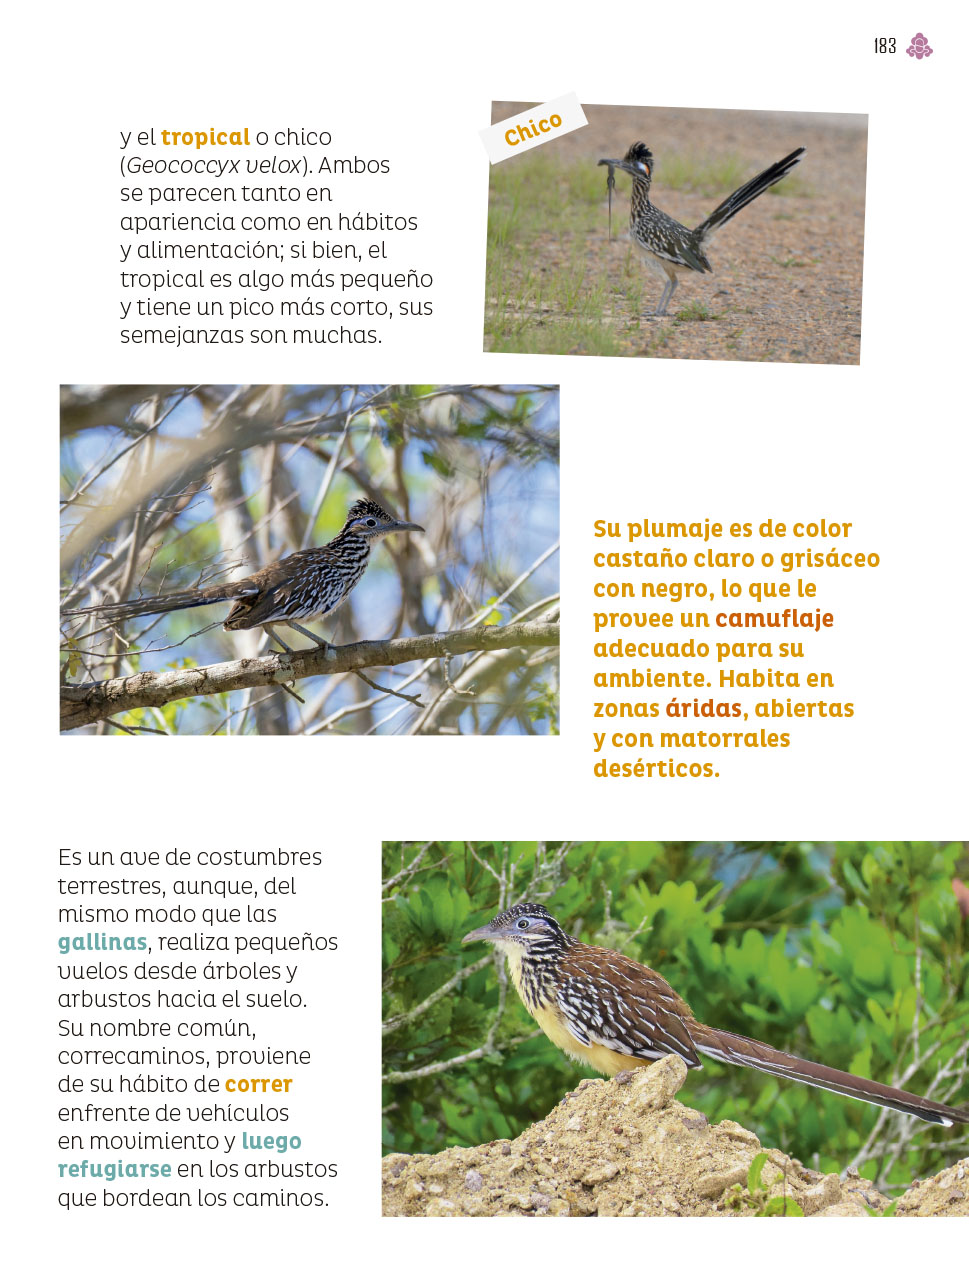 183
y el tropical o chico
(Geococcyx velox). Ambos
se parecen tanto en
apariencia como en hábitos
y alimentación; si bien, el
tropical es algo más pequeño
y tiene un pico más corto, sus
semejanzas son muchas.
Chico
Su plumaje es de color
castaño claro o grisáceo
con negro, lo que le
provee un camuflaje
adecuado para su
ambiente. Habita en
zonas áridas, abiertas
y con matorrales
desérticos.
Es un ave de costumbres
terrestres, aunque, del
mismo modo que las
gallinas, realiza pequeños
vuelos desde árboles y
arbustos hacia el suelo.
Su nombre común,
correcaminos, proviene
de su hábito de correr
enfrente de vehículos
en movimiento y luego
refugiarse en los arbustos
que bordean los caminos.